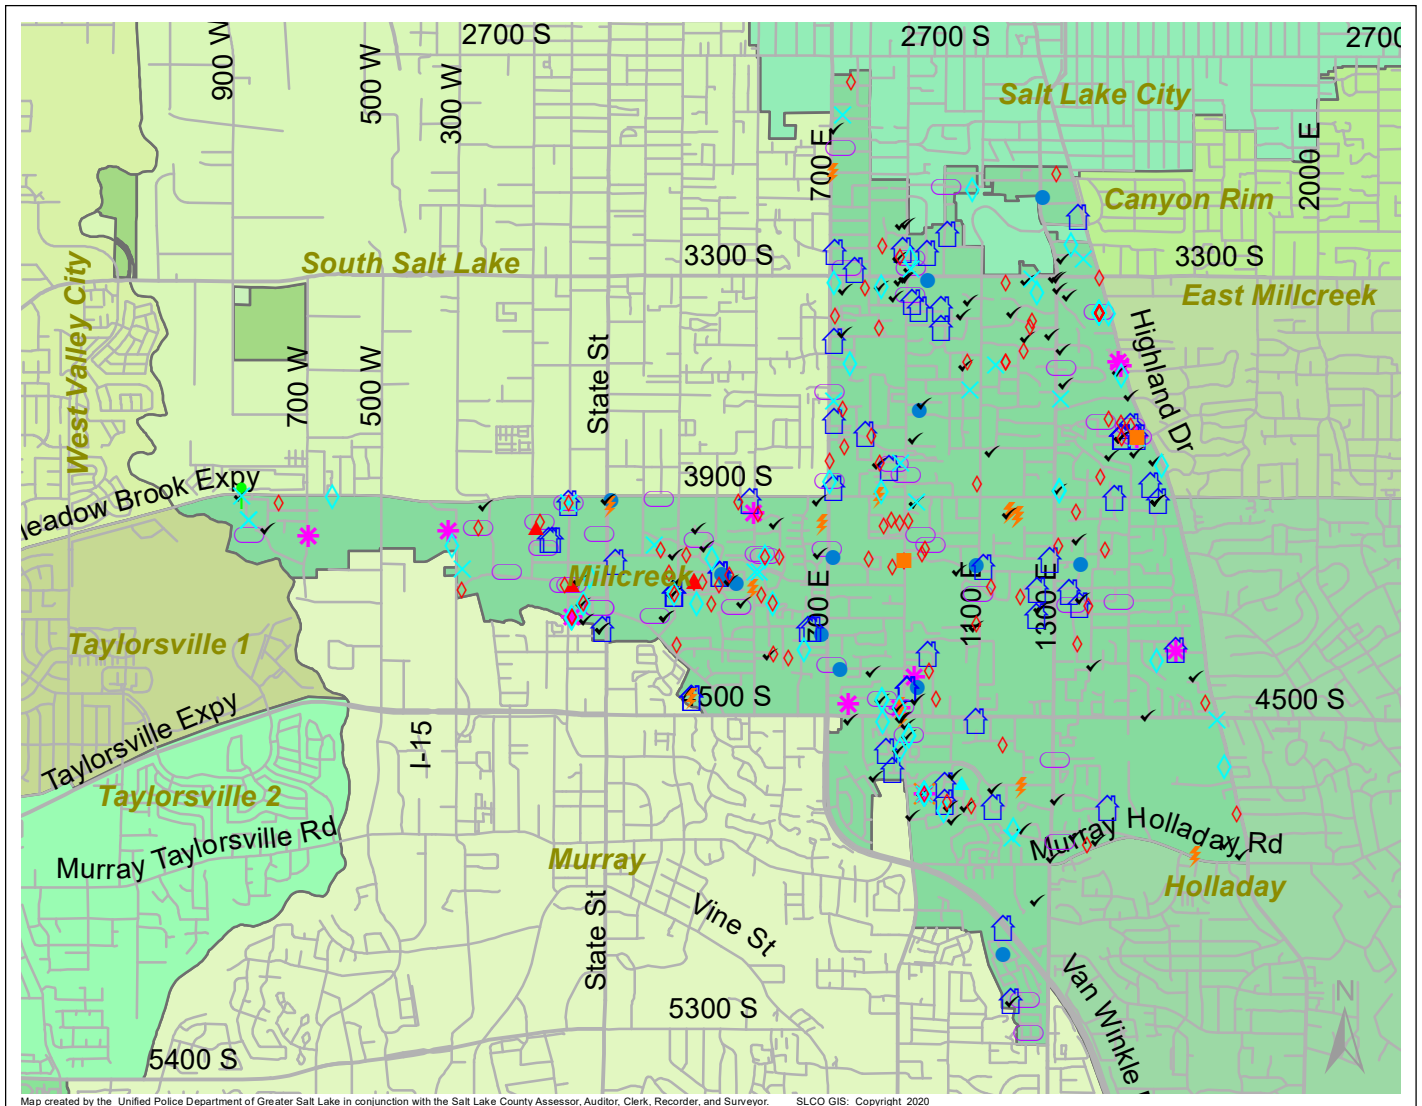 2700 S
2700 S
2700
900 W
500 W
300 W
Salt Lake City
700 E
2000 E
Canyon Rim
3300 S
3300 S
South Salt Lake
East Millcreek
West Valley City
Highland Dr
700 W
500 W
State St
3900 S
Meadow Brook Expy
Millcreek
700 E
1100 E
1300 E
Taylorsville 1
4500 S
4500 S
Taylorsville Expy
I-15
Taylorsville 2
Murray Taylorsville Rd
Murray Holladay Rd
Murray
Holladay
State St
Vine St
Van Winkle
5300 S
N
5400 S
Map created by the Unified Police Department of Greater Salt Lake in conjunction with the Salt Lake County Assessor, Auditor, Clerk, Recorder, and Surveyor. SLCO GIS: Copyright 2020